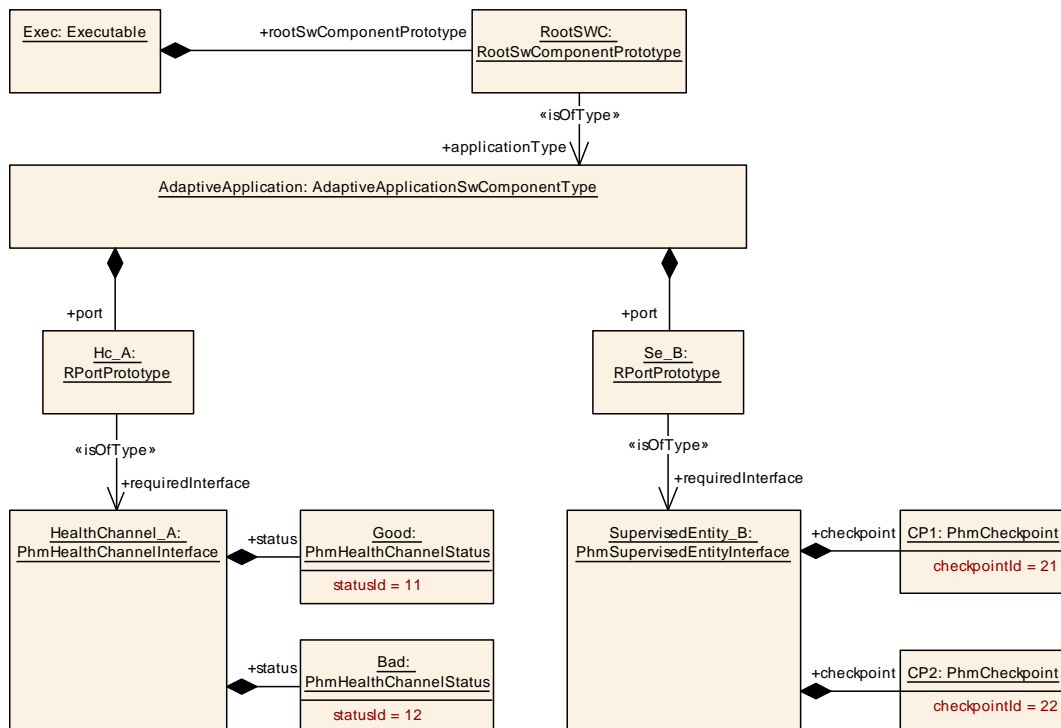 Exec: Executable
+rootSwComponentPrototype
RootSWC:
RootSwComponentPrototype
«isOfType»
+applicationType
AdaptiveApplication: AdaptiveApplicationSwComponentType
+port
+port
Hc_A:
RPortPrototype
Se_B:
RPortPrototype
«isOfType»
+requiredInterface
«isOfType»
+requiredInterface
HealthChannel_A:
PhmHealthChannelInterface
+status
Good:
PhmHealthChannelStatus
statusId = 11
+status
Bad:
PhmHealthChannelStatus
statusId = 12
SupervisedEntity_B:
PhmSupervisedEntityInterface
+checkpoint
CP1: PhmCheckpoint
checkpointId = 21
+checkpoint
CP2: PhmCheckpoint
checkpointId = 22